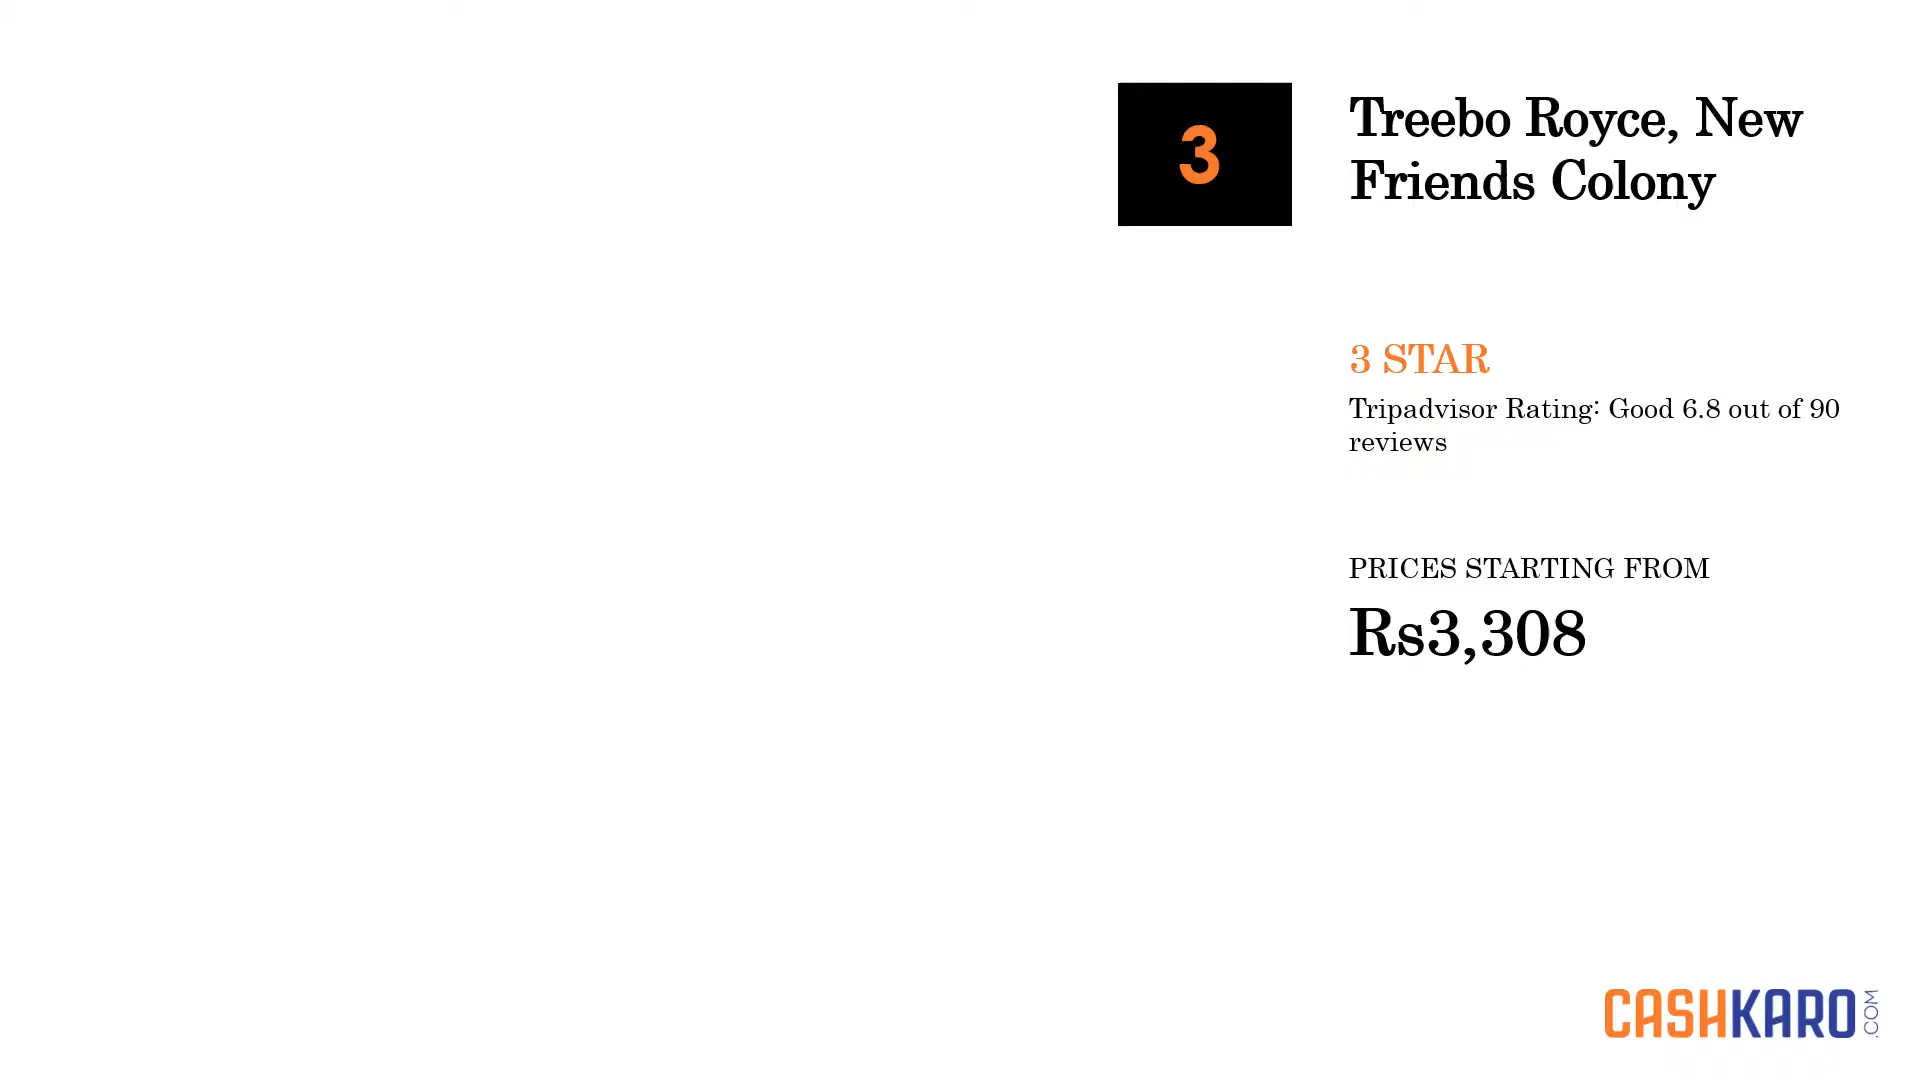 3
Treebo Royce, New
Friends Colony
3 STAR
Tripadvisor Rating: Good 6.8 out of 90
reviews
PRICES STARTING FROM
Rs3,308
CASHKARO.COM